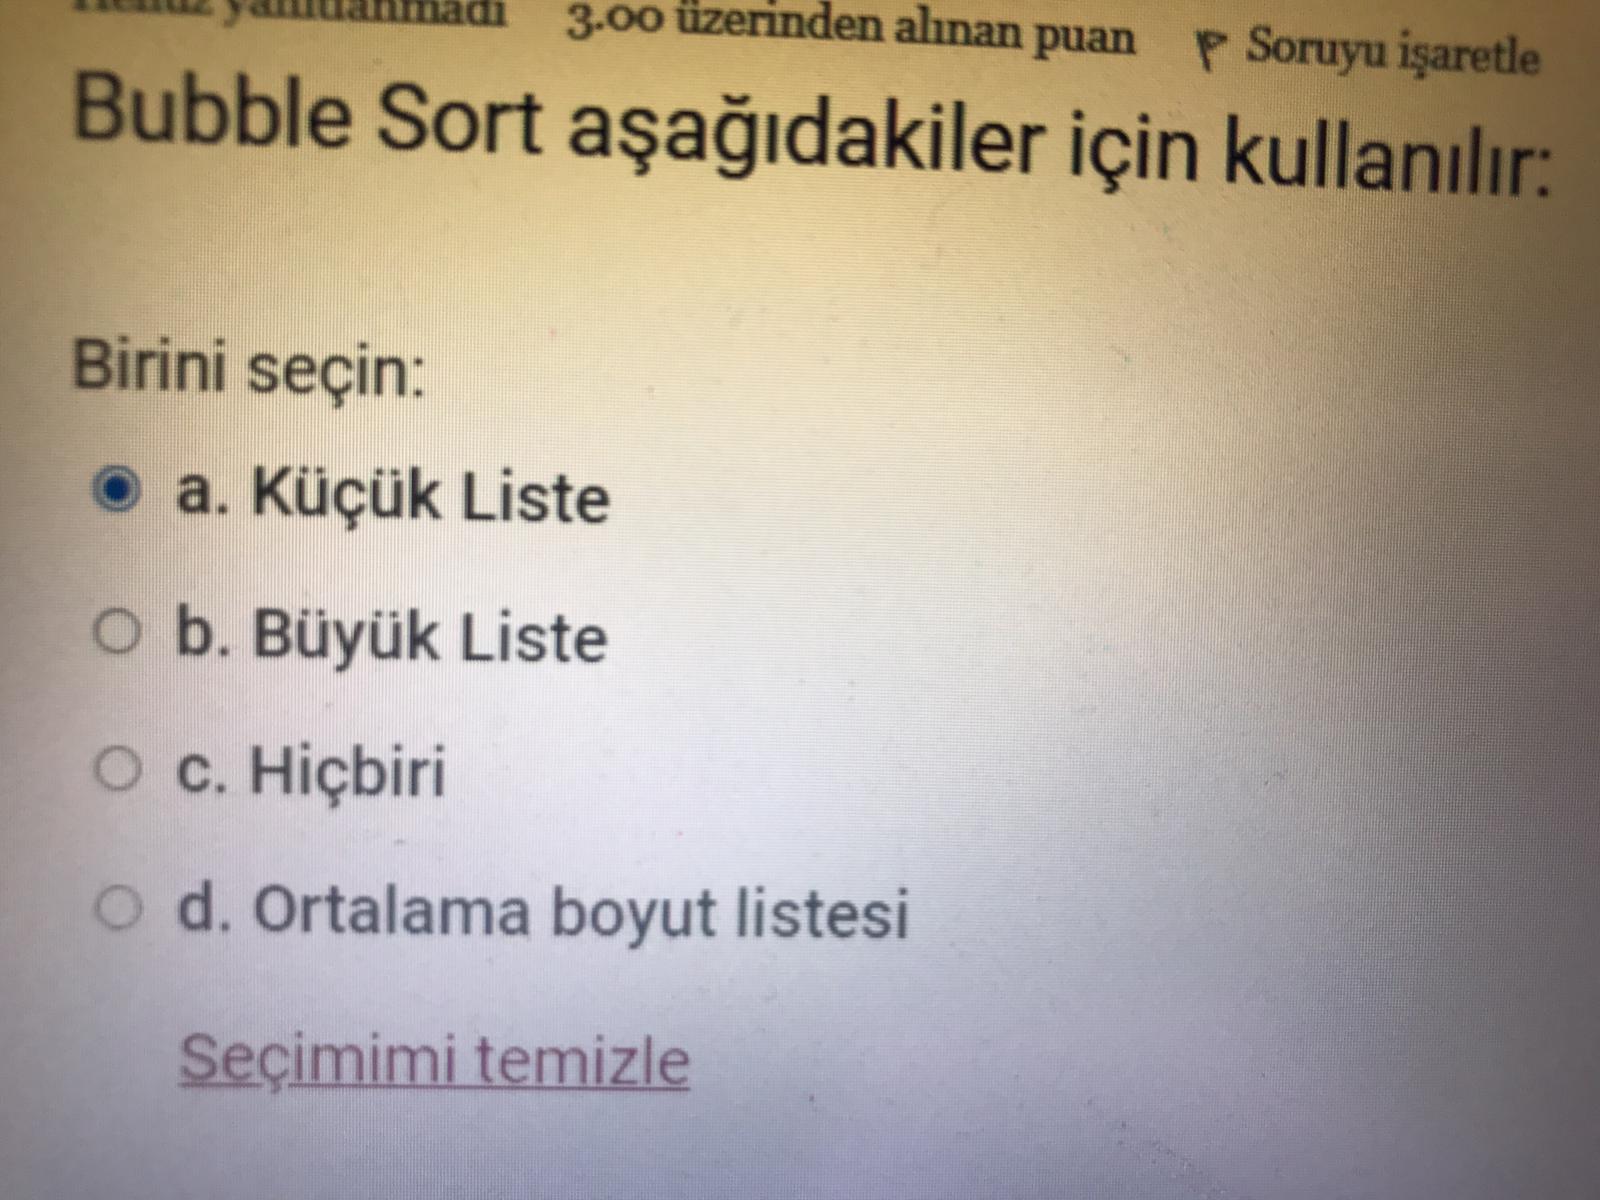 yanıtlanmadı 3.00 üzerinden alınan puan Soruyu işaretle
Bubble Sort aşağıdakiler için kullanılır:
Birini seçin:
a. Küçük Liste
b. Büyük Liste
c. Hiçbiri
d. Ortalama boyut listesi
Seçimimi temizle